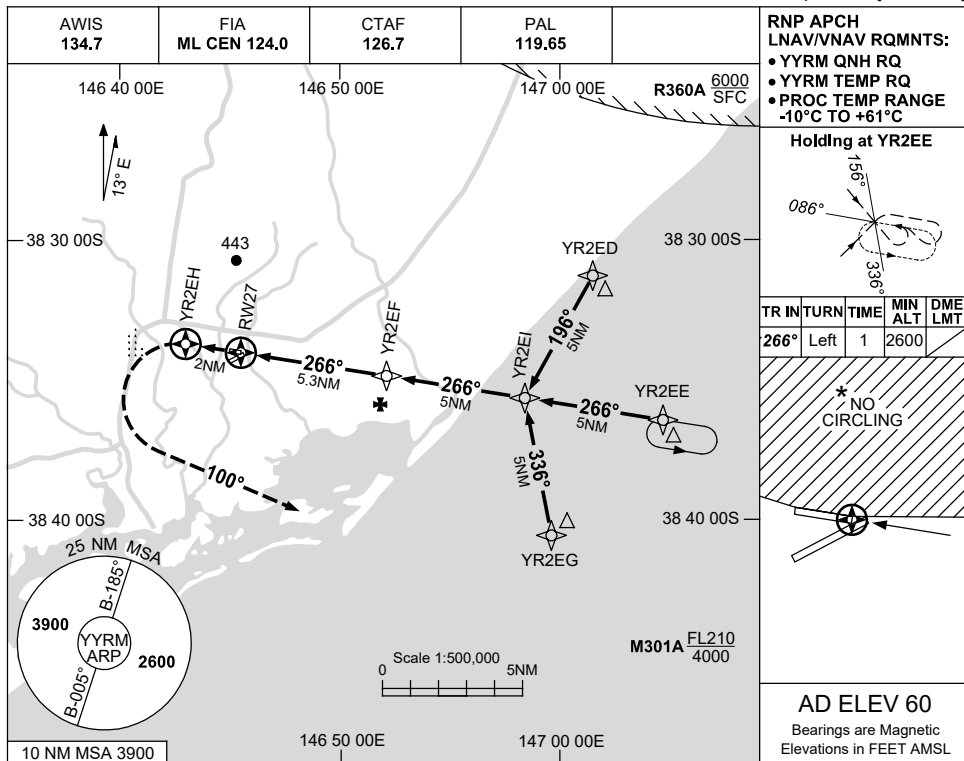 AWIS
134.7
FIA
ML CEN 124.0
CTAF
126.7
PAL
119.65
RNP APCH
LNAV/VNAV RQMNTS:
• YYRM QNH RQ
• YYRM TEMP RQ
• PROC TEMP RANGE
-10°C TO +61°C
146 40 00E
146 50 00E
147 00 00E
R360A 6000
SFC
13° E
Holding at YR2EE
156°
086°
336°
38 30 00S
38 30 00S
443
YR2EH
RW27
YR2EF
YR2EI
YR2ED
YR2EE
YR2EG
196°
5NM
2NM
266°
5.3NM
266°
5NM
266°
5NM
336°
5NM
100°
TR IN
TURN
TIME
MIN
ALT
DME
LMT
266°
Left
1
2600
* NO
CIRCLING
38 40 00S
38 40 00S
25 NM MSA
B-185°
3900
YYRM
ARP
2600
B-005°
10 NM MSA 3900
Scale 1:500,000
0
5NM
M301A FL210
4000
146 50 00E
147 00 00E
AD ELEV 60
Bearings are Magnetic
Elevations in FEET AMSL